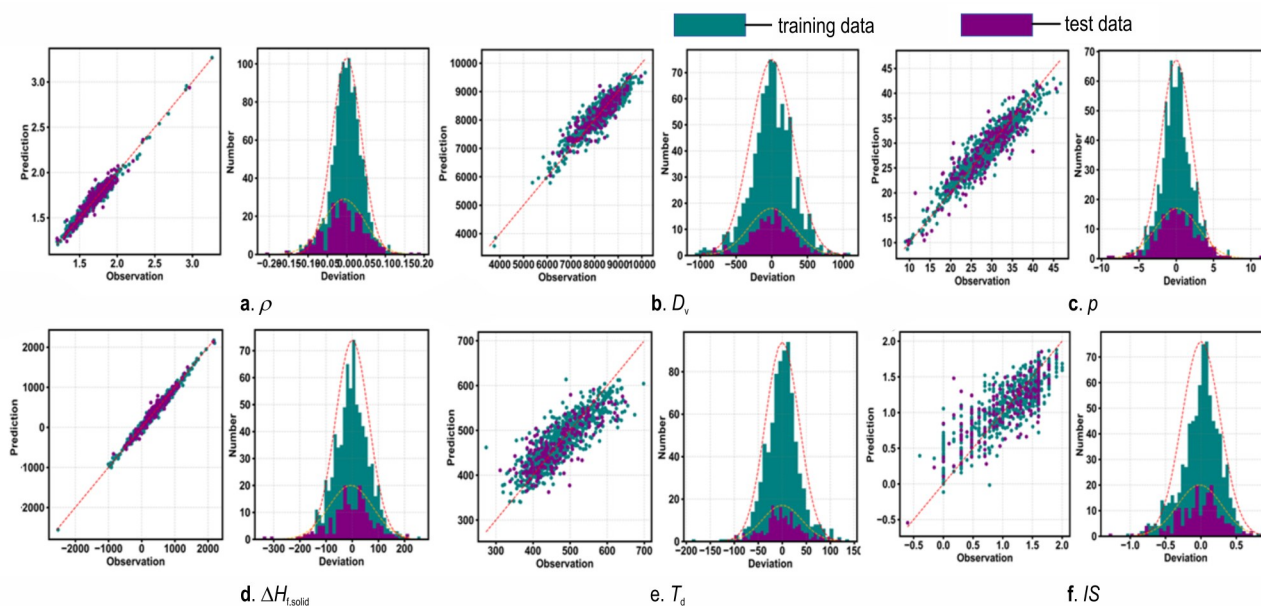 training data
test data
3.0
2.5
2.0
1.5
Prediction
1.5 2.0 2.5 3.0
Observation
100
80
60
40
20
0
Number
Deviation
10000
9000
8000
7000
6000
5000
4000
Prediction
4000 5000 6000 7000 8000 9000 10000
Observation
70
60
50
40
30
20
10
0
Number
−1000 −500 0 500 1000
Deviation
45
40
35
30
25
20
15
10
Prediction
10 15 20 25 30 35 40 45
Observation
70
60
50
40
30
20
10
0
Number
−10 −5 0 5 10
Deviation
a. ρ
b. Dv
c. p
2000
1000
0
−1000
−2000
Prediction
−2000 −1000 0 1000 2000
Observation
70
60
50
40
30
20
10
0
Number
−300 −200 −100 0 100 200
Deviation
700
600
500
400
300
Prediction
300 400 500 600 700
Observation
80
60
40
20
0
Number
−200 −150 −100 −50 0 50 100 150
Deviation
2.0
1.5
1.0
0.5
0.0
−0.5
Prediction
−0.5 0.0 0.5 1.0 1.5 2.0
Observation
80
70
60
50
40
30
20
10
0
Number
−1.0 −0.5 0.0 0.5
Deviation
d. ΔHf,solid
e. Td
f. IS